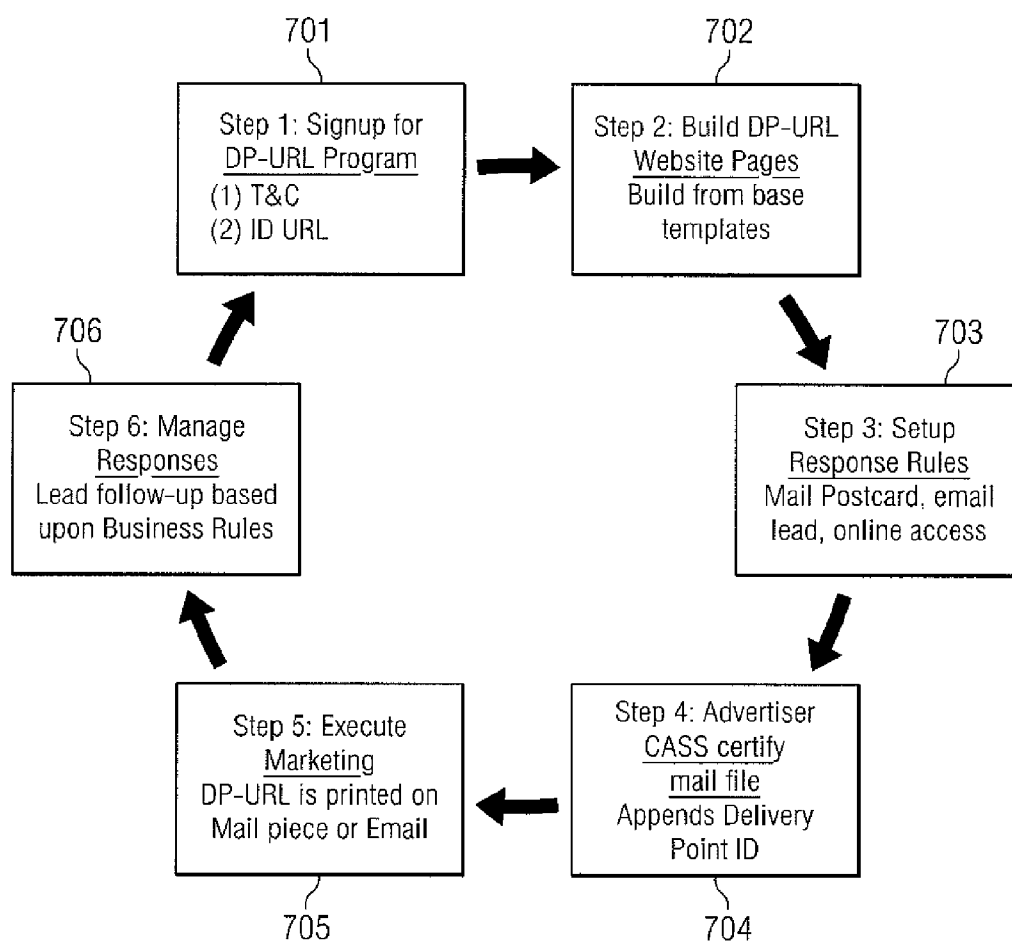 701
Step 1: Signup for
DP-URL Program
(1) T&C
(2) ID URL
702
Step 2: Build DP-URL
Website Pages
Build from base
templates
703
Step 3: Setup
Response Rules
Mail Postcard, email
lead, online access
Step 4: Advertiser
CASS certify
mail file
Appends Delivery
Point ID
704
Step 5: Execute
Marketing
DP-URL is printed on
Mail piece or Email
705
706
Step 6: Manage
Responses
Lead follow-up based
upon Business Rules